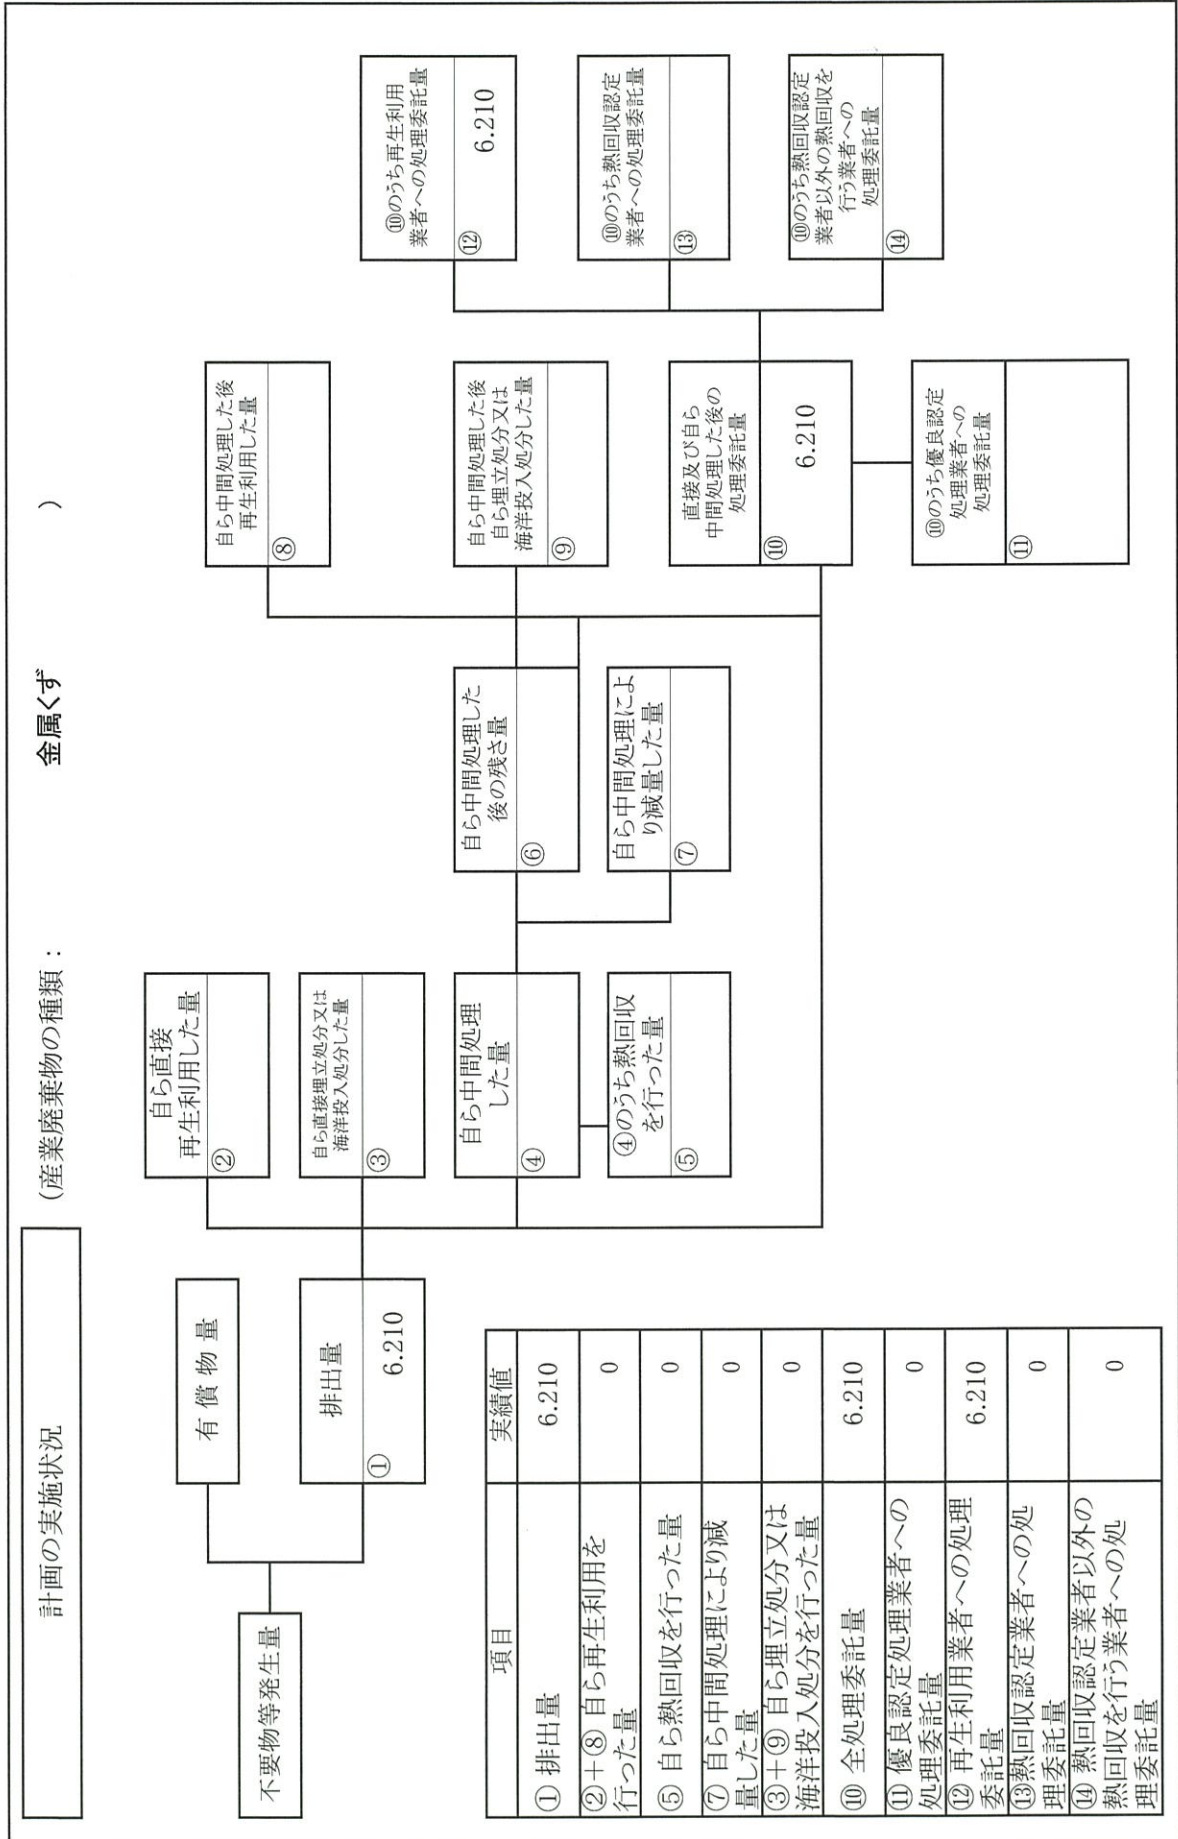 計画の実施状況
(産業廃棄物の種類： 金属くず )
不要物等発生量
有償物量
排出量
① 6.210
自ら直接
再生利用した量
②
自ら直接埋立処分又は
海洋投入処分した量
③
自ら中間処理
した量
④
④のうち熱回収
を行った量
⑤
自ら中間処理した
後の残さ量
⑥
自ら中間処理によ
り減量した量
⑦
自ら中間処理した後
再生利用した量
⑧
自ら中間処理した後
自ら埋立処分又は
海洋投入処分した量
⑨
直接及び自ら
中間処理した後の
処理委託量
⑩ 6.210
⑩のうち優良認定
処理業者への
処理委託量
⑪
⑩のうち再生利用
業者への処理委託量
⑫ 6.210
⑩のうち熱回収認定
業者への処理委託量
⑬
⑩のうち熱回収認定
業者以外の熱回収を
行う業者への
処理委託量
⑭
項目 実績値
① 排出量 6.210
②＋⑧ 自ら再生利用を
行った量 0
⑤ 自ら熱回収を行った量 0
⑦ 自ら中間処理により減
量した量 0
③＋⑨ 自ら埋立処分又は
海洋投入処分を行った量 0
⑩ 全処理委託量 6.210
⑪ 優良認定処理業者への
処理委託量 0
⑫ 再生利用業者への処理
委託量 6.210
⑬熱回収認定業者への処
理委託量 0
⑭ 熱回収認定業者以外の
熱回収を行う業者への処
理委託量 0